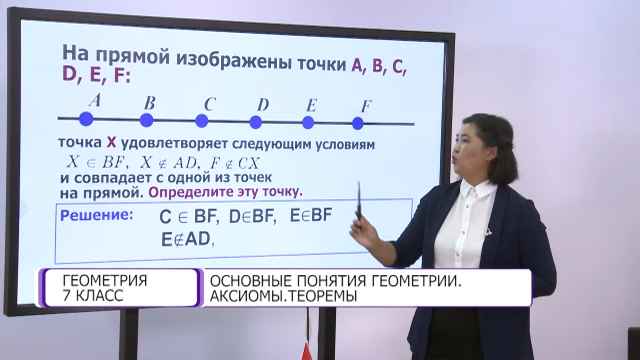 На прямой изображены точки A, B, C,
D, E, F:
A B C D E F
точка X удовлетворяет следующим условиям
X ∈ BF, X ∉ AD, F ∉ CX
и совпадает с одной из точек
на прямой. Определите эту точку.
Решение: C ∈ BF, D∈BF, E∈BF
E∉AD,
ГЕОМЕТРИЯ
7 КЛАСС
ОСНОВНЫЕ ПОНЯТИЯ ГЕОМЕТРИИ.
АКСИОМЫ.ТЕОРЕМЫ